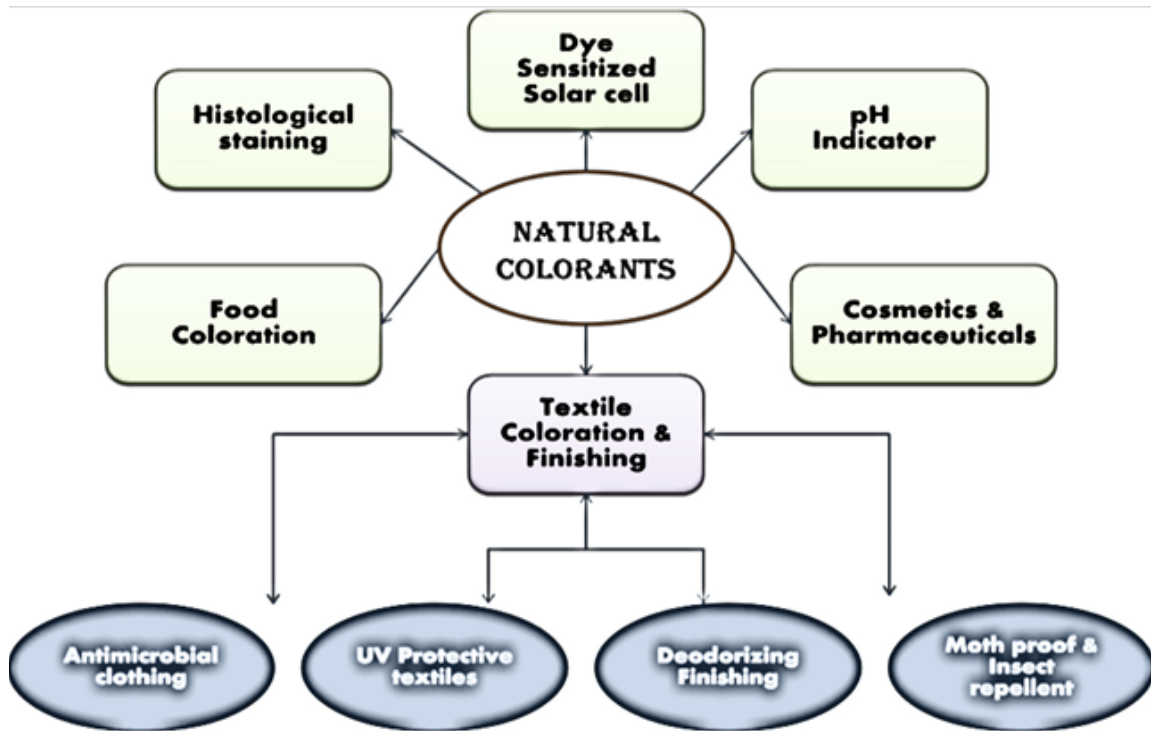 Dye
Sensitized
Solar cell
Histological
staining
pH
Indicator
NATURAL
COLORANTS
Food
Coloration
Cosmetics &
Pharmaceuticals
Textile
Coloration &
Finishing
Antimicrobial
clothing
UV Protective
textiles
Deodorizing
Finishing
Moth proof &
Insect
repellent